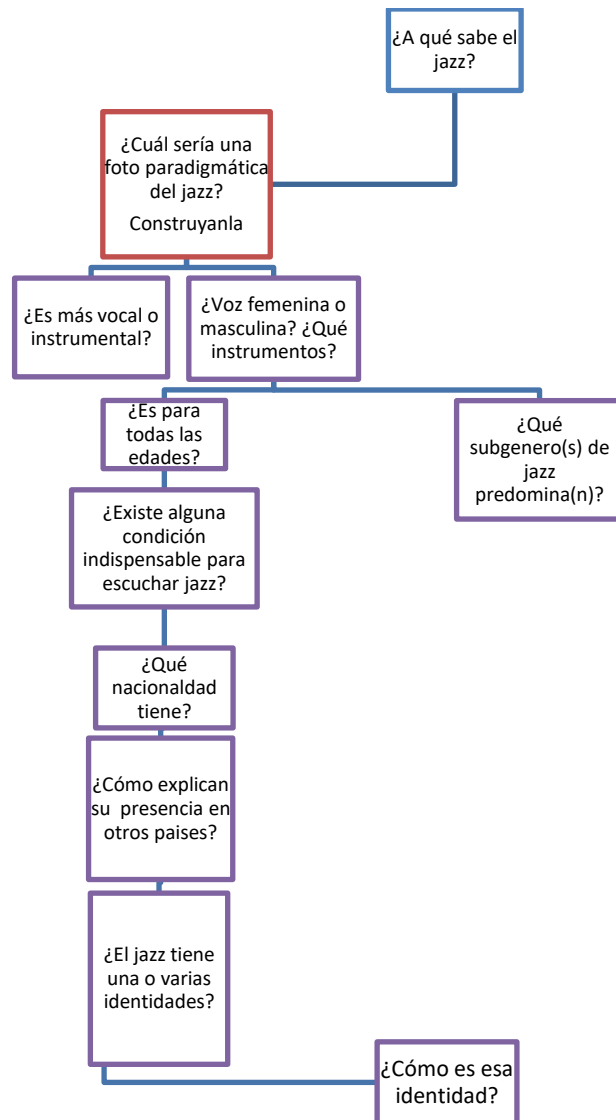 ¿A qué sabe el
jazz?
¿Cuál sería una
foto paradigmática
del jazz?
Construyanla
¿Es más vocal o
instrumental?
¿Voz femenina o
masculina? ¿Qué
instrumentos?
¿Es para
todas las
edades?
¿Qué
subgenero(s) de
jazz
predomina(n)?
¿Existe alguna
condición
indispensable para
escuchar jazz?
¿Qué
nacionaldad
tiene?
¿Cómo explican
su presencia en
otros paises?
¿El jazz tiene
una o varias
identidades?
¿Cómo es esa
identidad?